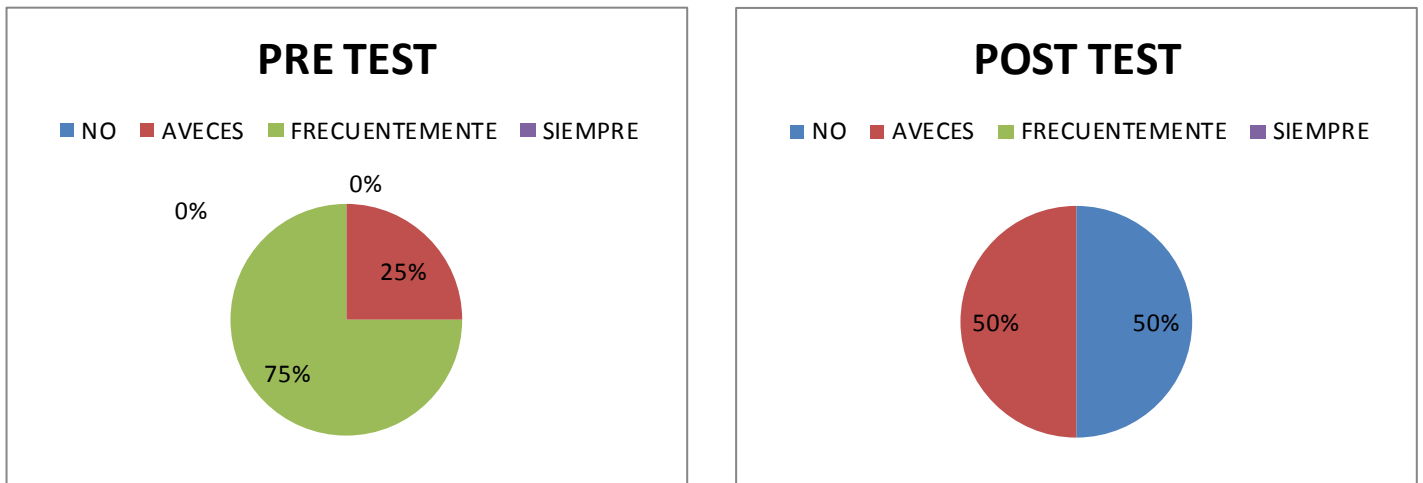 PRE TEST
NO AVECES FRECUENTEMENTE SIEMPRE
0%
0%
25%
75%
POST TEST
NO AVECES FRECUENTEMENTE SIEMPRE
50%
50%